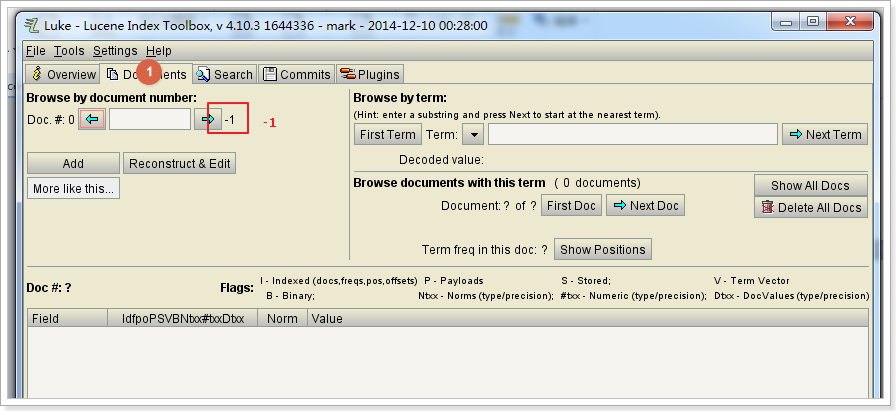 Luke - Lucene Index Toolbox, v 4.10.3 1644336 - mark - 2014-12-10 00:28:00
File Tools Settings Help
1
Overview Search Commits Plugins
Browse by document number:
Doc. #: 0 -1 -1
Add Reconstruct & Edit
More like this...
Browse by term:
(Hint: enter a substring and press Next to start at the nearest term).
First Term Term: Next Term
Decoded value:
Browse documents with this term ( 0 documents)
Show All Docs
Document: ? of ? First Doc Next Doc
Delete All Docs
Term freq in this doc: ? Show Positions
Doc #: ? Flags:
I - Indexed (docs,freqs,pos,offsets) P - Payloads S - Stored; V - Term Vector
B - Binary; Ntxx - Norms (type/precision); #txx - Numeric (type/precision); Dtxx - DocValues (type/precision)
Field IdfpoPSVBNtxx#txxDtxx Norm Value